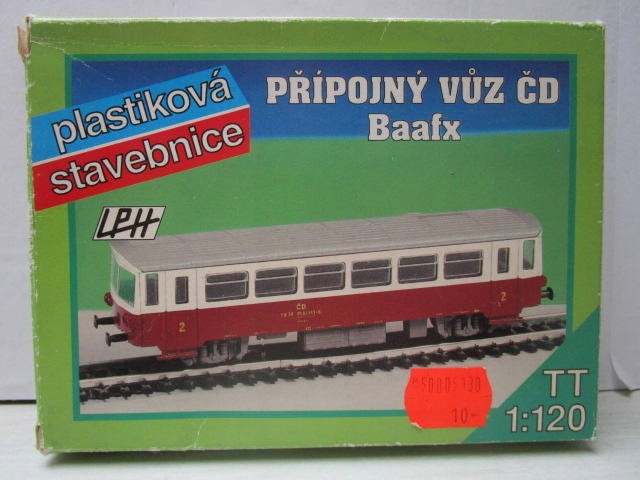 plastiková
stavebnice
PŘÍPOJNÝ VŮZ ČD
Baafx
LPH
ČD
2
2
10-
TT
1:120